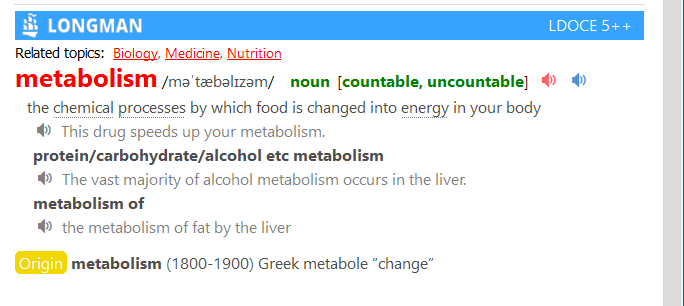 LONGMAN LDOCE 5++
Related topics: Biology, Medicine, Nutrition
metabolism /məˈtæbəlɪzəm/ noun [countable, uncountable]
the chemical processes by which food is changed into energy in your body
This drug speeds up your metabolism.
protein/carbohydrate/alcohol etc metabolism
The vast majority of alcohol metabolism occurs in the liver.
metabolism of
the metabolism of fat by the liver
Origin metabolism (1800-1900) Greek metabole “change”